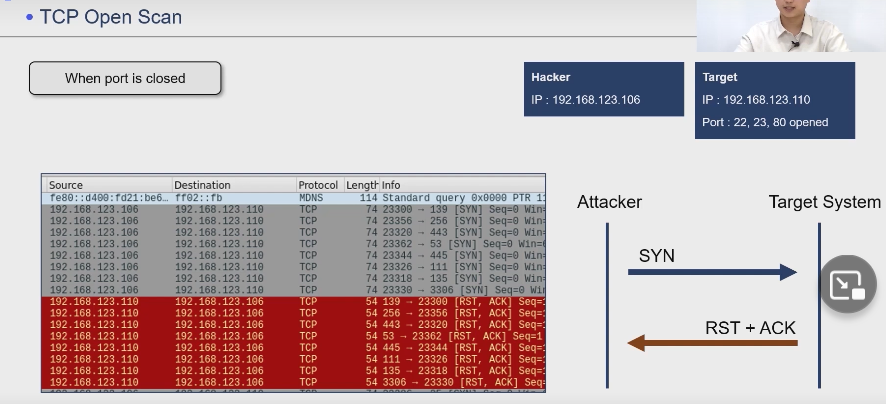 TCP Open Scan
When port is closed
Hacker
IP : 192.168.123.106
Target
IP : 192.168.123.110
Port : 22, 23, 80 opened
Source Destination Protocol Length Info
fe80::d400:fd21:be6… ff02::fb MDNS 114 Standard query 0x0000 PTR
192.168.123.106 192.168.123.110 TCP 74 23300 → 139 [SYN] Seq=0 Win=
192.168.123.106 192.168.123.110 TCP 74 23356 → 256 [SYN] Seq=0 Win=
192.168.123.106 192.168.123.110 TCP 74 23320 → 443 [SYN] Seq=0 Win=
192.168.123.106 192.168.123.110 TCP 74 23362 → 53 [SYN] Seq=0 Win=
192.168.123.106 192.168.123.110 TCP 74 23344 → 445 [SYN] Seq=0 Win=
192.168.123.106 192.168.123.110 TCP 74 23326 → 111 [SYN] Seq=0 Win=
192.168.123.106 192.168.123.110 TCP 74 23318 → 135 [SYN] Seq=0 Win=
192.168.123.106 192.168.123.110 TCP 74 23330 → 3306 [SYN] Seq=0 Wi
192.168.123.110 192.168.123.106 TCP 54 139 → 23300 [RST, ACK] Seq=
192.168.123.110 192.168.123.106 TCP 54 256 → 23356 [RST, ACK] Seq=
192.168.123.110 192.168.123.106 TCP 54 443 → 23320 [RST, ACK] Seq=
192.168.123.110 192.168.123.106 TCP 54 53 → 23362 [RST, ACK] Seq=1
192.168.123.110 192.168.123.106 TCP 54 445 → 23344 [RST, ACK] Seq=
192.168.123.110 192.168.123.106 TCP 54 111 → 23326 [RST, ACK] Seq=
192.168.123.110 192.168.123.106 TCP 54 135 → 23318 [RST, ACK] Seq=
192.168.123.110 192.168.123.106 TCP 54 3306 → 23330 [RST, ACK] Seq=
Attacker
Target System
SYN
RST + ACK